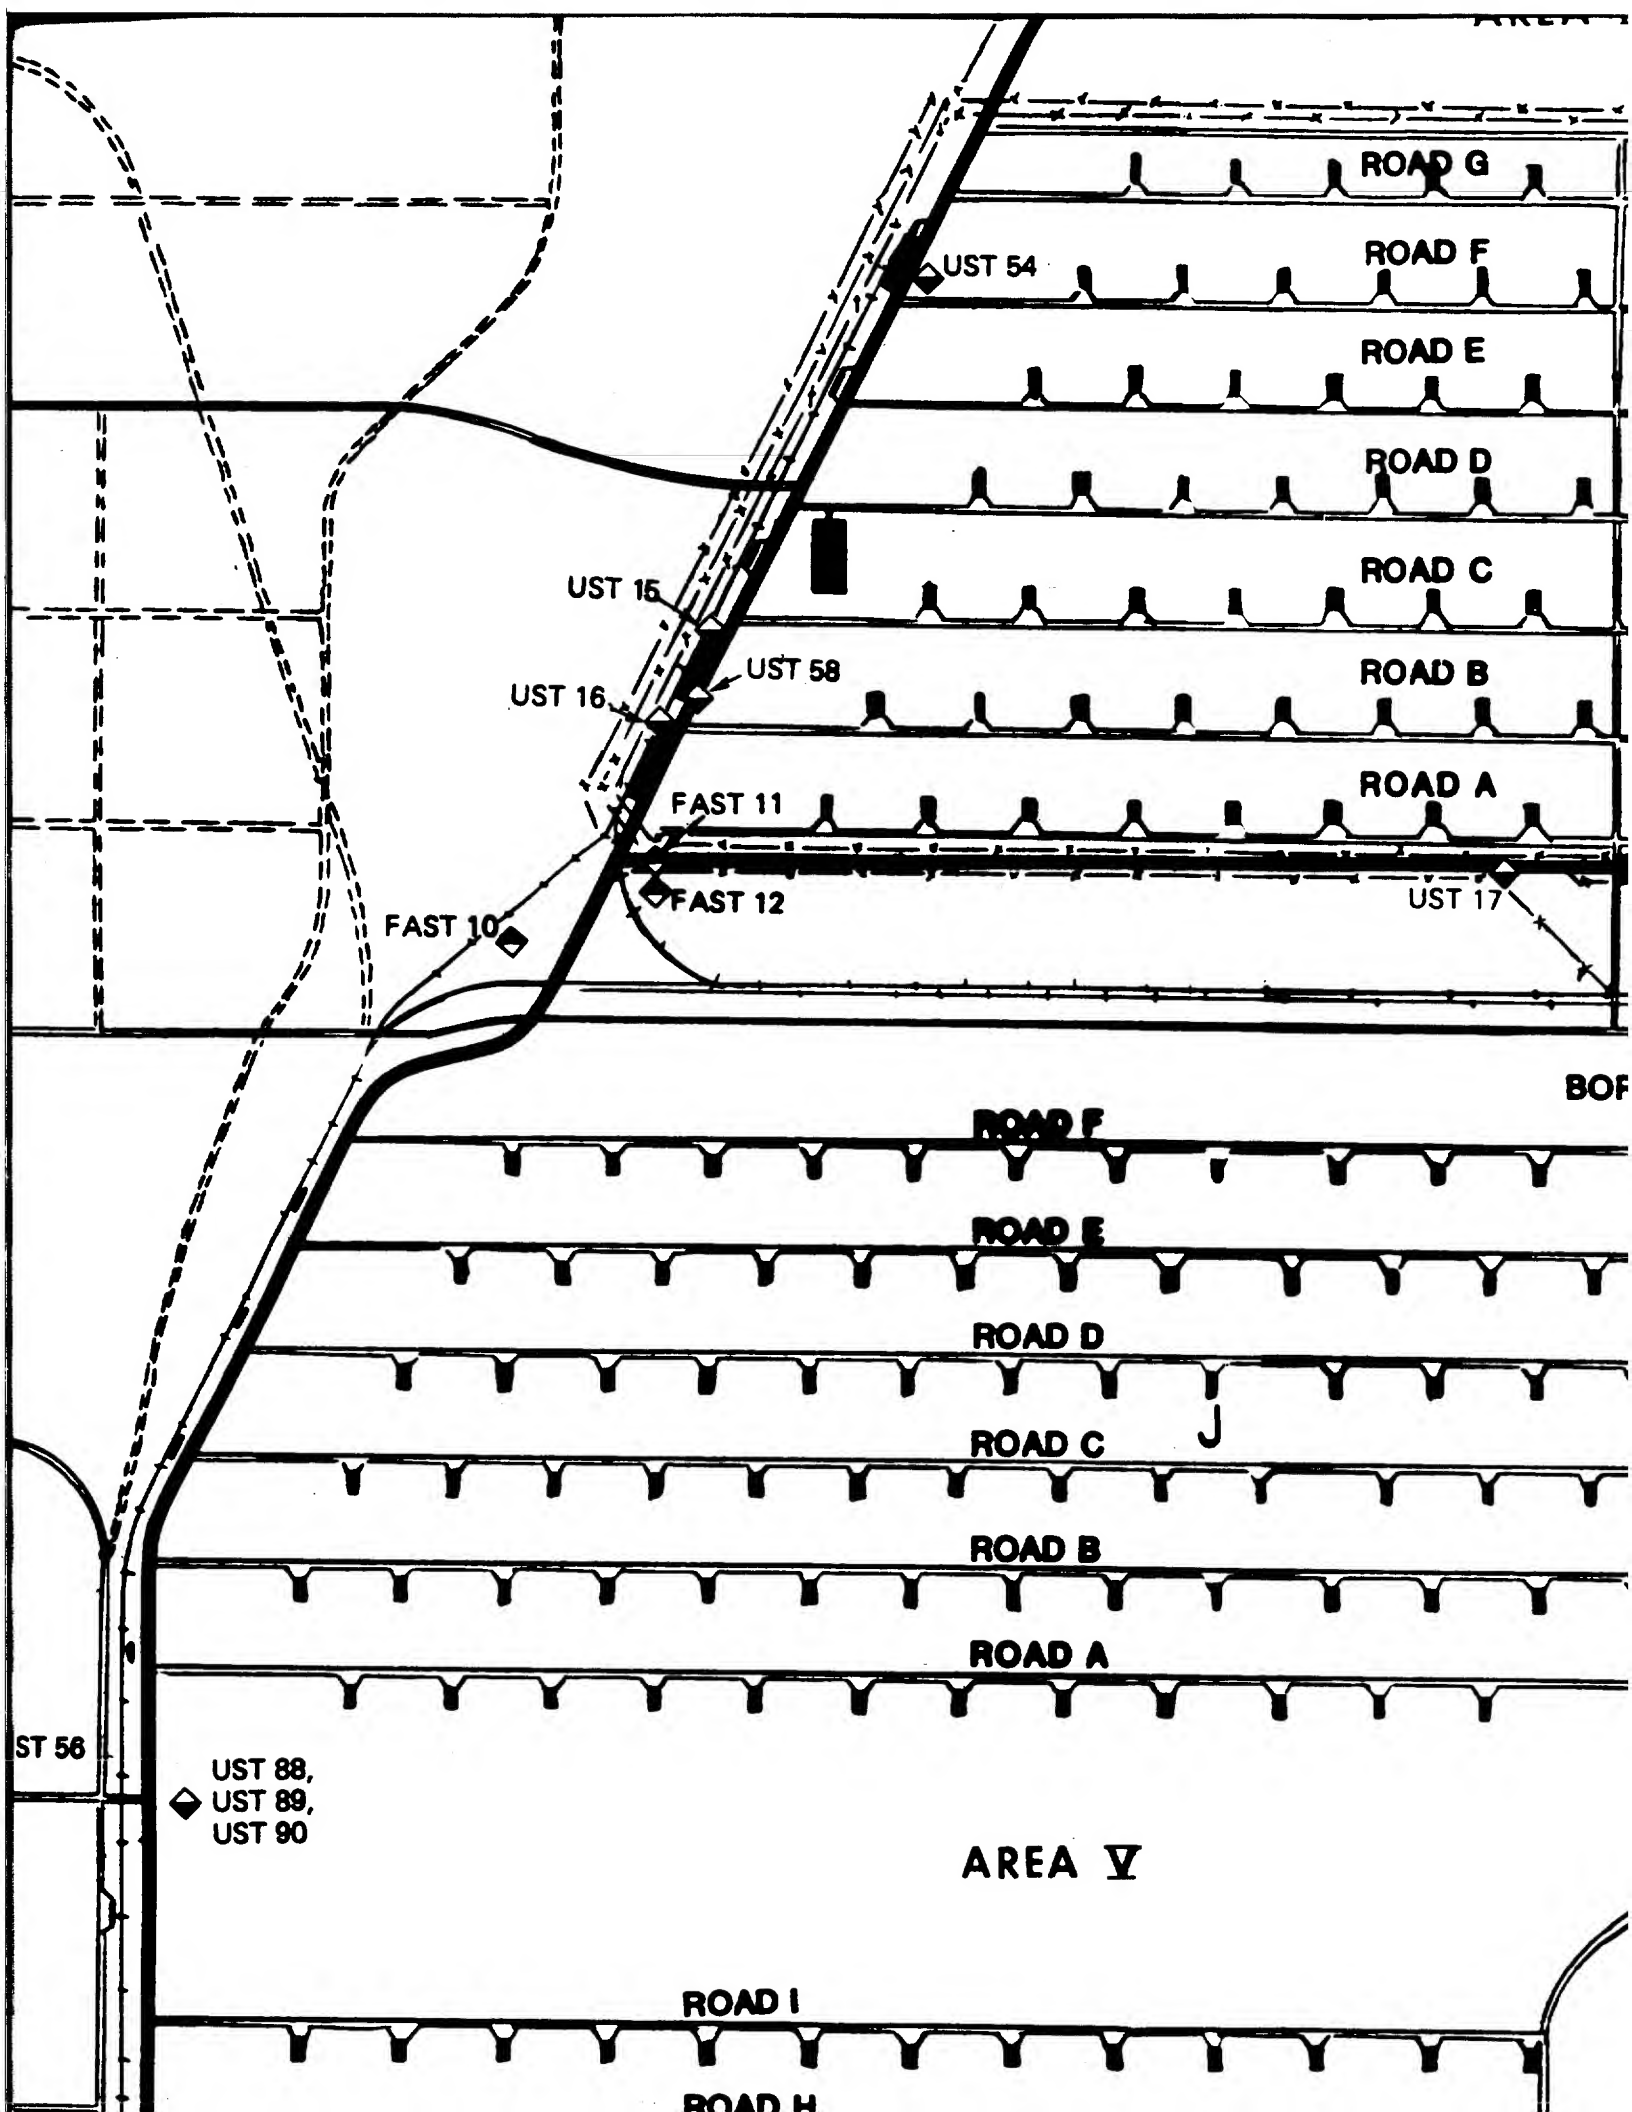 AREA
ROAD G
UST 54
ROAD F
ROAD E
ROAD D
ROAD C
UST 15
UST 58
ROAD B
UST 16
ROAD A
FAST 11
UST 17
FAST 12
FAST 10
BOR
ROAD F
ROAD E
ROAD D
J
ROAD C
ROAD B
ROAD A
ST 56
UST 88,
UST 89,
UST 90
AREA V
ROAD I
ROAD H